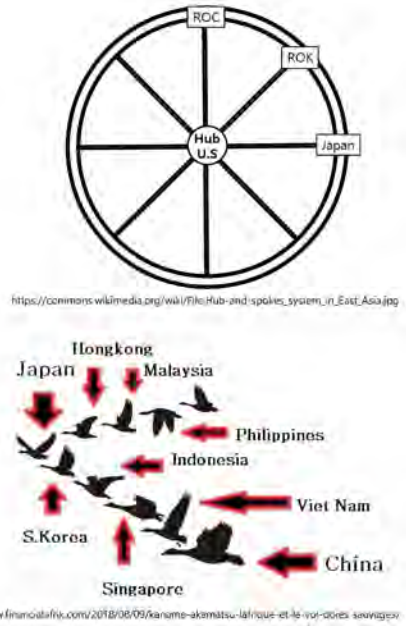 ROC
ROK
Hub
U.S
Japan
https://commons.wikimedia.org/wiki/File:Hub-and-spokes_system_in_East_Asia.jpg
Hongkong
Japan
Malaysia
Philippines
Indonesia
Viet Nam
S.Korea
China
Singapore